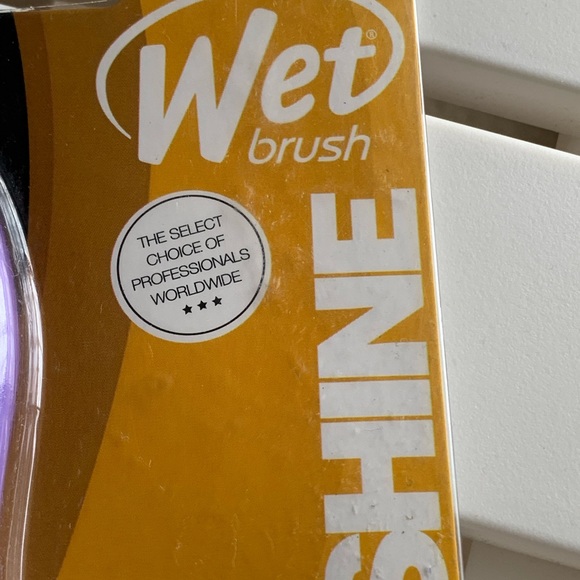 Wet®
brush
THE SELECT
CHOICE OF
PROFESSIONALS
WORLDWIDE
★★★
SHINE